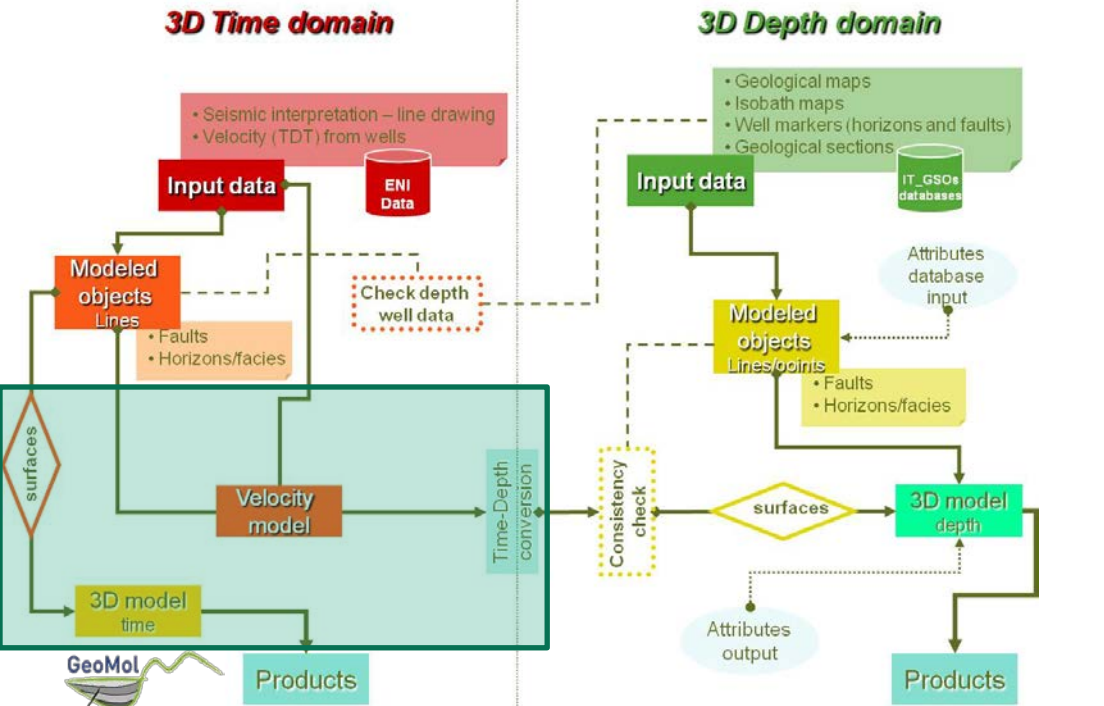 3D Time domain
3D Depth domain
• Seismic interpretation – line drawing
• Velocity (TDT) from wells
Input data
ENI
Data
• Geological maps
• Isobath maps
• Well markers (horizons and faults)
• Geological sections
Input data
IT_GSOs
databases
Modeled
objects
Lines
• Faults
• Horizons/facies
Check depth
well data
Attributes
database
input
Modeled
objects
Lines/points
• Faults
• Horizons/facies
surfaces
Velocity
model
Time-Depth
conversion
Consistency
check
surfaces
3D model
depth
3D model
time
Attributes
output
GeoMol
Products
Products